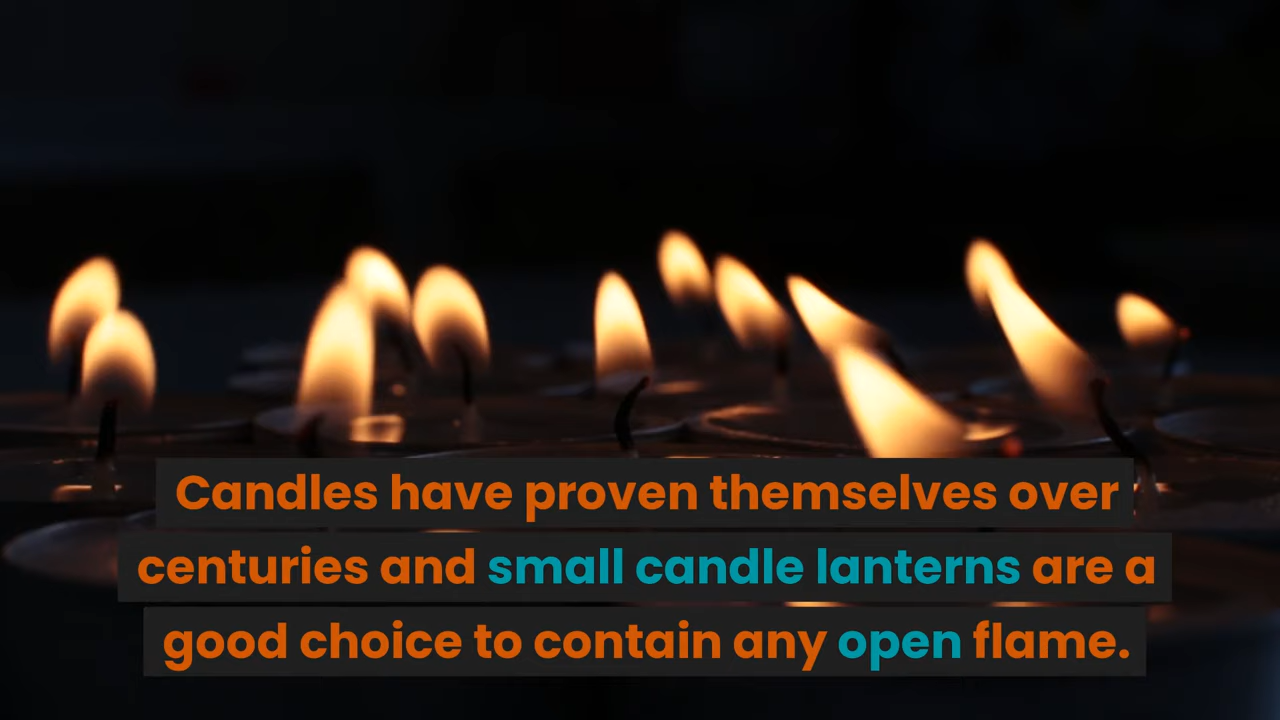 Candles have proven themselves over
centuries and small candle lanterns are a
good choice to contain any open flame.